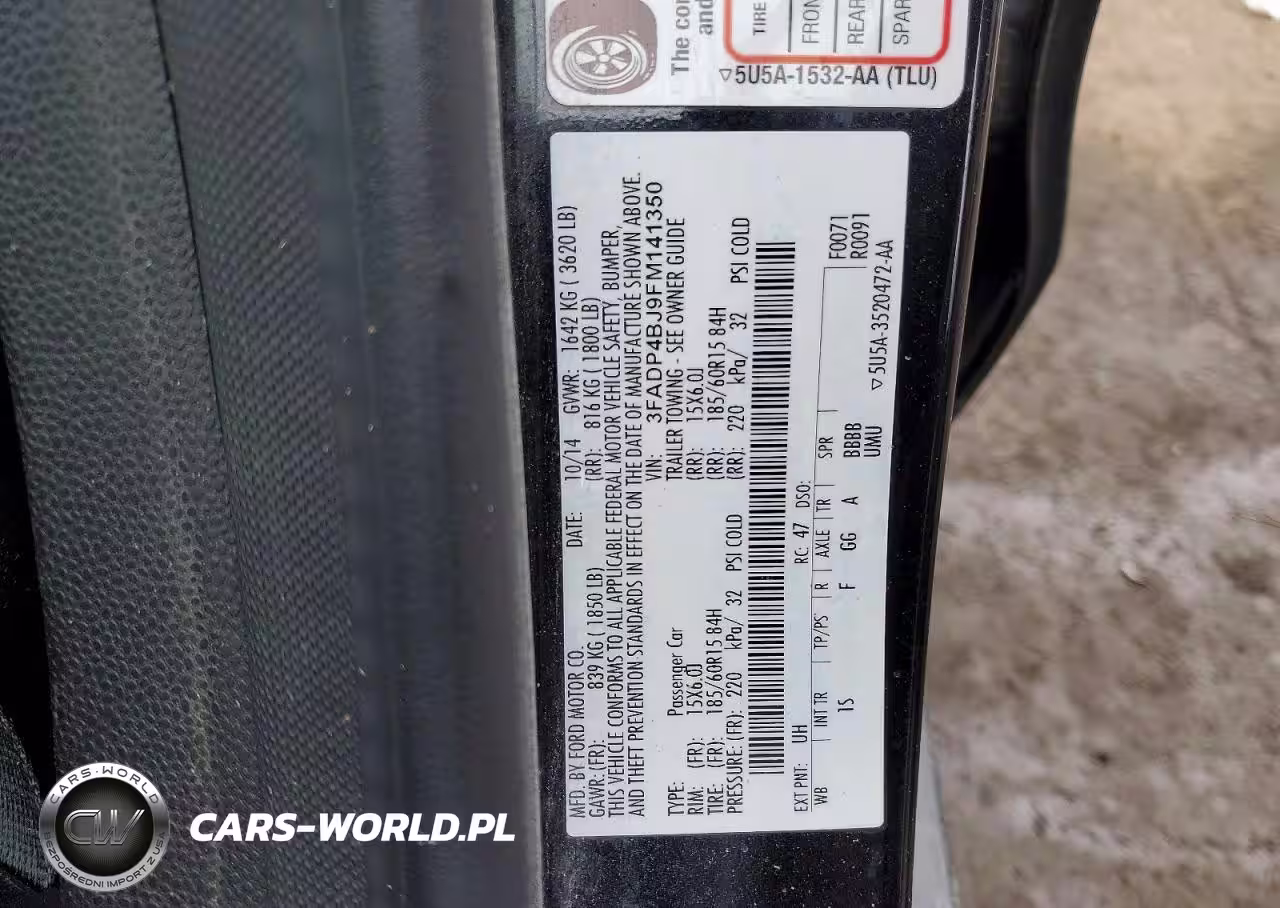 The con
and
TIRE
FRON
REAR
SPAR
▽5U5A-1532-AA (TLU)
MFD. BY FORD MOTOR CO. DATE: 10/14 GVWR: 1642 KG ( 3620 LB)
GAWR: (FR): 839 KG ( 1850 LB) (RR): 816 KG ( 1800 LB)
THIS VEHICLE CONFORMS TO ALL APPLICABLE FEDERAL MOTOR VEHICLE SAFETY, BUMPER,
AND THEFT PREVENTION STANDARDS IN EFFECT ON THE DATE OF MANUFACTURE SHOWN ABOVE.
VIN: 3FADP4BJ9FM141350
TYPE: Passenger Car TRAILER TOWING - SEE OWNER GUIDE
RIM: (FR): 15X6.0J (RR): 15X6.0J
TIRE: (FR): 185/60R15 84H (RR): 185/60R15 84H
PRESSURE: (FR): 220 kPa/ 32 PSI COLD (RR): 220 kPa/ 32 PSI COLD
EXT PNT: UH RC: 47 DSO: F0071
WB INT TR TP/PS R AXLE TR SPR R0091
IS F GG A BBBB
UMU
▽5U5A-3520472-AA
CARS-WORLD
CW
BEZPOŚREDNI IMPORT Z USA
CARS-WORLD.PL